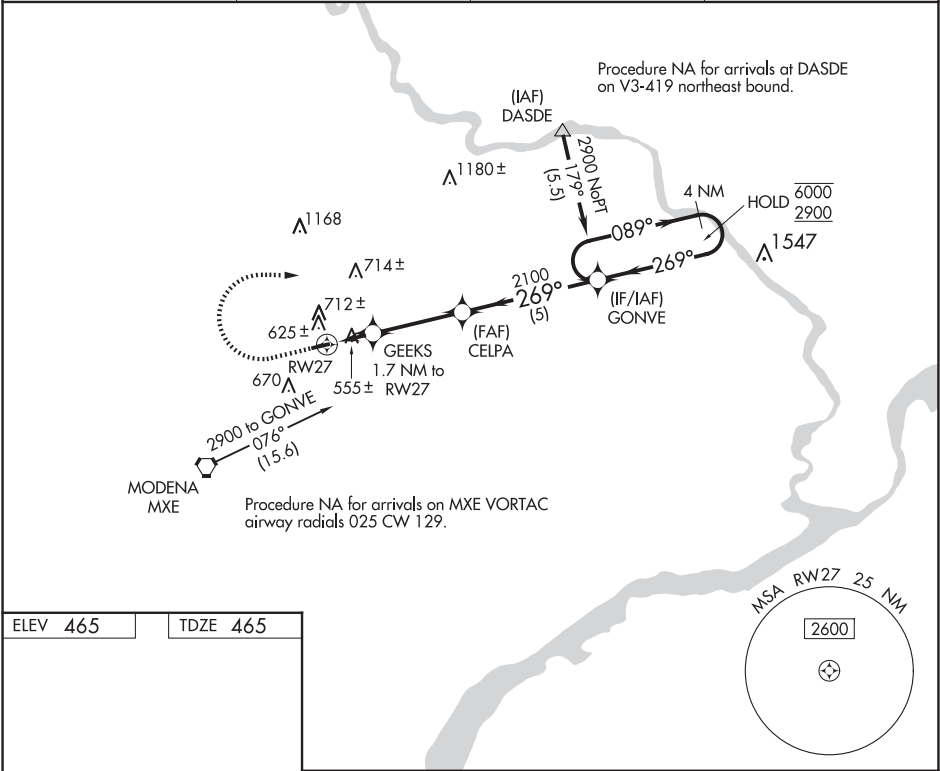 Procedure NA for arrivals at DASDE
on V3-419 northeast bound.
(IAF)
DASDE
2900 NoPT
179°
(5.5)
1180 ±
4 NM
HOLD 6000
2900
1168
089°
1547
714 ±
269°
2100
269°
(5)
(IF/IAF)
GONVE
712 ±
625 ±
(FAF)
CELPA
GEEKS
1.7 NM to
RW27
RW27
670
555 ±
2900 to GONVE
076°
(15.6)
MODENA
MXE
Procedure NA for arrivals on MXE VORTAC
airway radials 025 CW 129.
MSA RW27 25 NM
2600
ELEV 465
TDZE 465